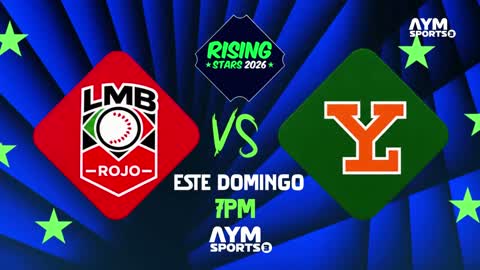 AYM
SPORTS
RISING
STARS 2026
LMB
ROJO
VS
Y
ESTE DOMINGO
7PM
AYM
SPORTS